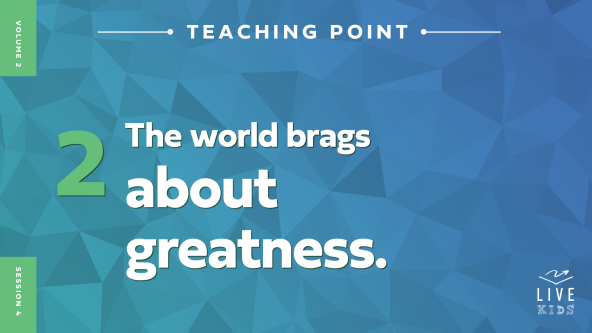 VOLUME 2
TEACHING POINT
2
The world brags
about
greatness.
SESSION 4
LIVE
KIDS